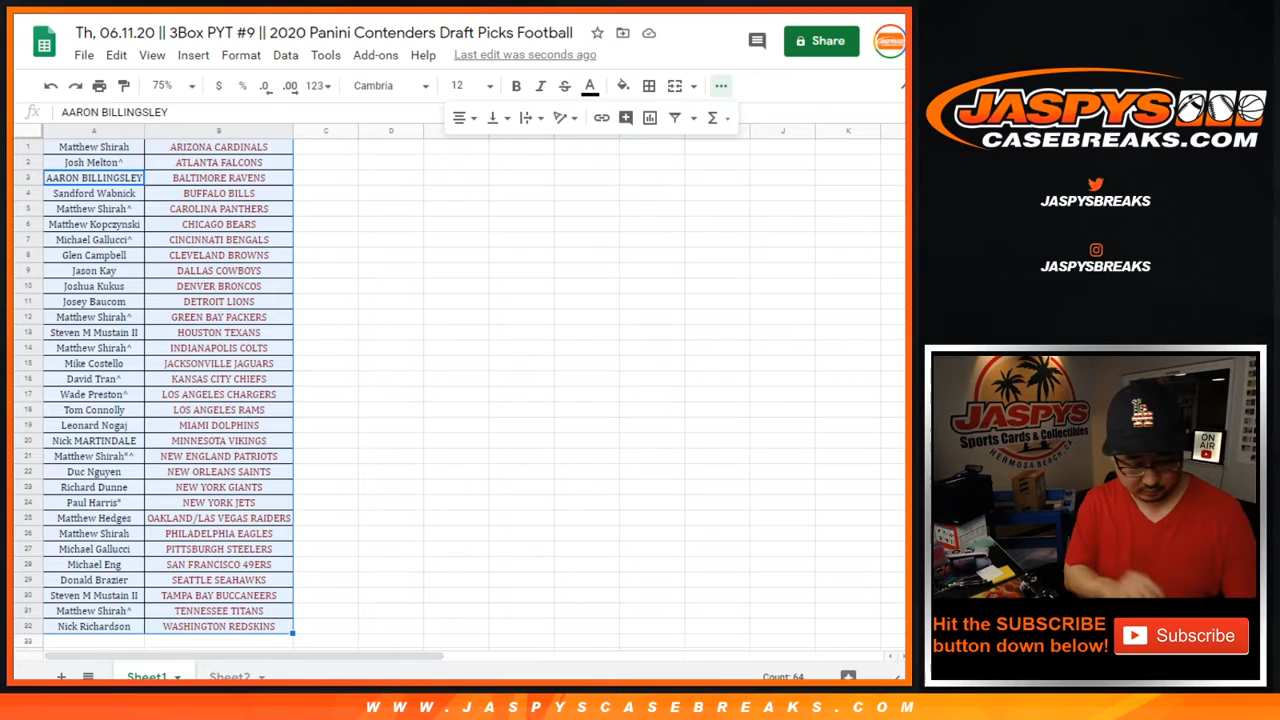 Th, 06.11.20 || 3Box PYT #9 || 2020 Panini Contenders Draft Picks Football
File Edit View Insert Format Data Tools Add-ons Help Last edit was seconds ago
Share
75% $ % .0 .00 123 Cambria 12 B I S A
fx AARON BILLINGSLEY
A B C D J K
1 Matthew Shirah ARIZONA CARDINALS
2 Josh Melton^ ATLANTA FALCONS
3 AARON BILLINGSLEY BALTIMORE RAVENS
4 Sandford Wabnick BUFFALO BILLS
5 Matthew Shirah^ CAROLINA PANTHERS
6 Matthew Kopczynski CHICAGO BEARS
7 Michael Gallucci^ CINCINNATI BENGALS
8 Glen Campbell CLEVELAND BROWNS
9 Jason Kay DALLAS COWBOYS
10 Joshua Kukus DENVER BRONCOS
11 Josey Baucom DETROIT LIONS
12 Matthew Shirah^ GREEN BAY PACKERS
13 Steven M Mustain II HOUSTON TEXANS
14 Matthew Shirah^ INDIANAPOLIS COLTS
15 Mike Costello JACKSONVILLE JAGUARS
16 David Tran^ KANSAS CITY CHIEFS
17 Wade Preston^ LOS ANGELES CHARGERS
18 Tom Connolly LOS ANGELES RAMS
19 Leonard Nogaj MIAMI DOLPHINS
20 Nick MARTINDALE MINNESOTA VIKINGS
21 Matthew Shirah*^ NEW ENGLAND PATRIOTS
22 Duc Nguyen NEW ORLEANS SAINTS
23 Richard Dunne NEW YORK GIANTS
24 Paul Harris* NEW YORK JETS
25 Matthew Hedges OAKLAND/LAS VEGAS RAIDERS
26 Matthew Shirah PHILADELPHIA EAGLES
27 Michael Gallucci PITTSBURGH STEELERS
28 Michael Eng SAN FRANCISCO 49ERS
29 Donald Brazier SEATTLE SEAHAWKS
30 Steven M Mustain II TAMPA BAY BUCCANEERS
31 Matthew Shirah^ TENNESSEE TITANS
32 Nick Richardson WASHINGTON REDSKINS
33
Sheet1 Sheet2 Count: 64
JASPYS
CASEBREAKS.COM
JASPYSBREAKS
JASPYSBREAKS
JASPYS
Sports Cards & Collectibles
HERMOSA BEACH, CA
ON
AIR
Hit the SUBSCRIBE
button down below!
Subscribe
WWW.JASPYSCASEBREAKS.COM